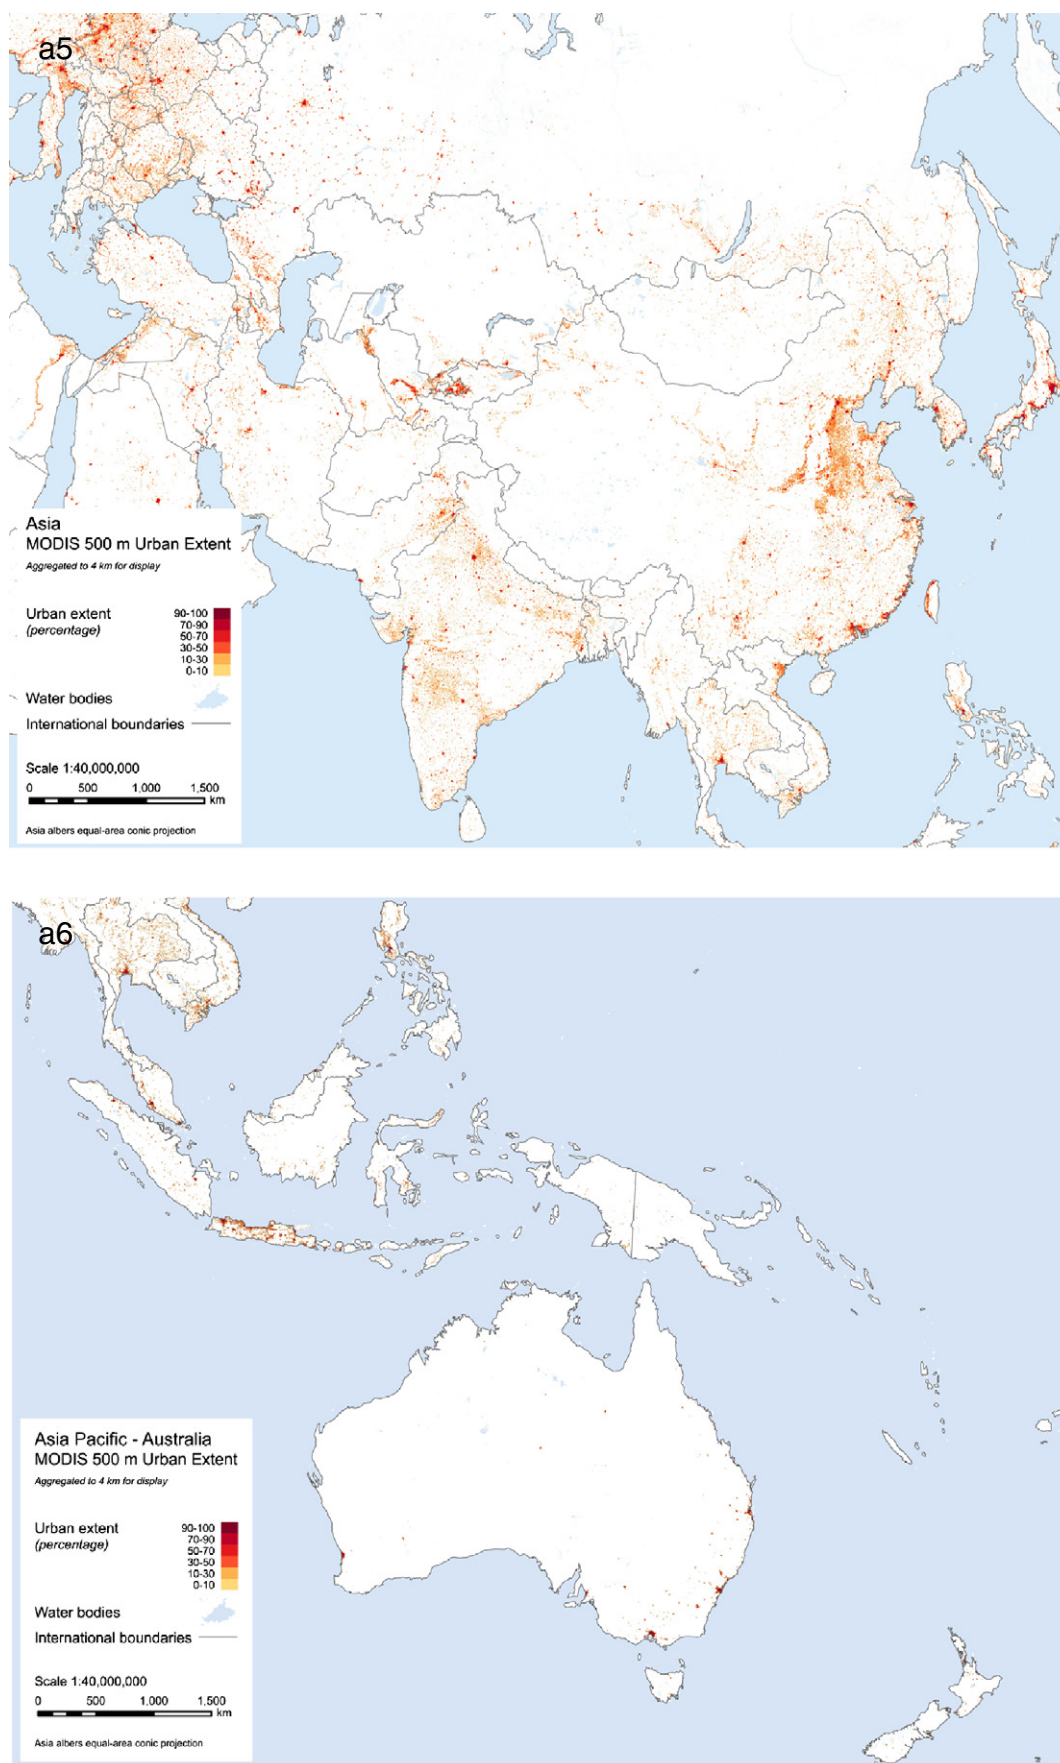 a5
Asia
MODIS 500 m Urban Extent
Aggregated to 4 km for display
Urban extent
(percentage)
90-100
70-90
50-70
30-50
10-30
0-10
Water bodies
International boundaries
Scale 1:40,000,000
0 500 1,000 1,500
km
Asia albers equal-area conic projection
a6
Asia Pacific - Australia
MODIS 500 m Urban Extent
Aggregated to 4 km for display
Urban extent
(percentage)
90-100
70-90
50-70
30-50
10-30
0-10
Water bodies
International boundaries
Scale 1:40,000,000
0 500 1,000 1,500
km
Asia albers equal-area conic projection